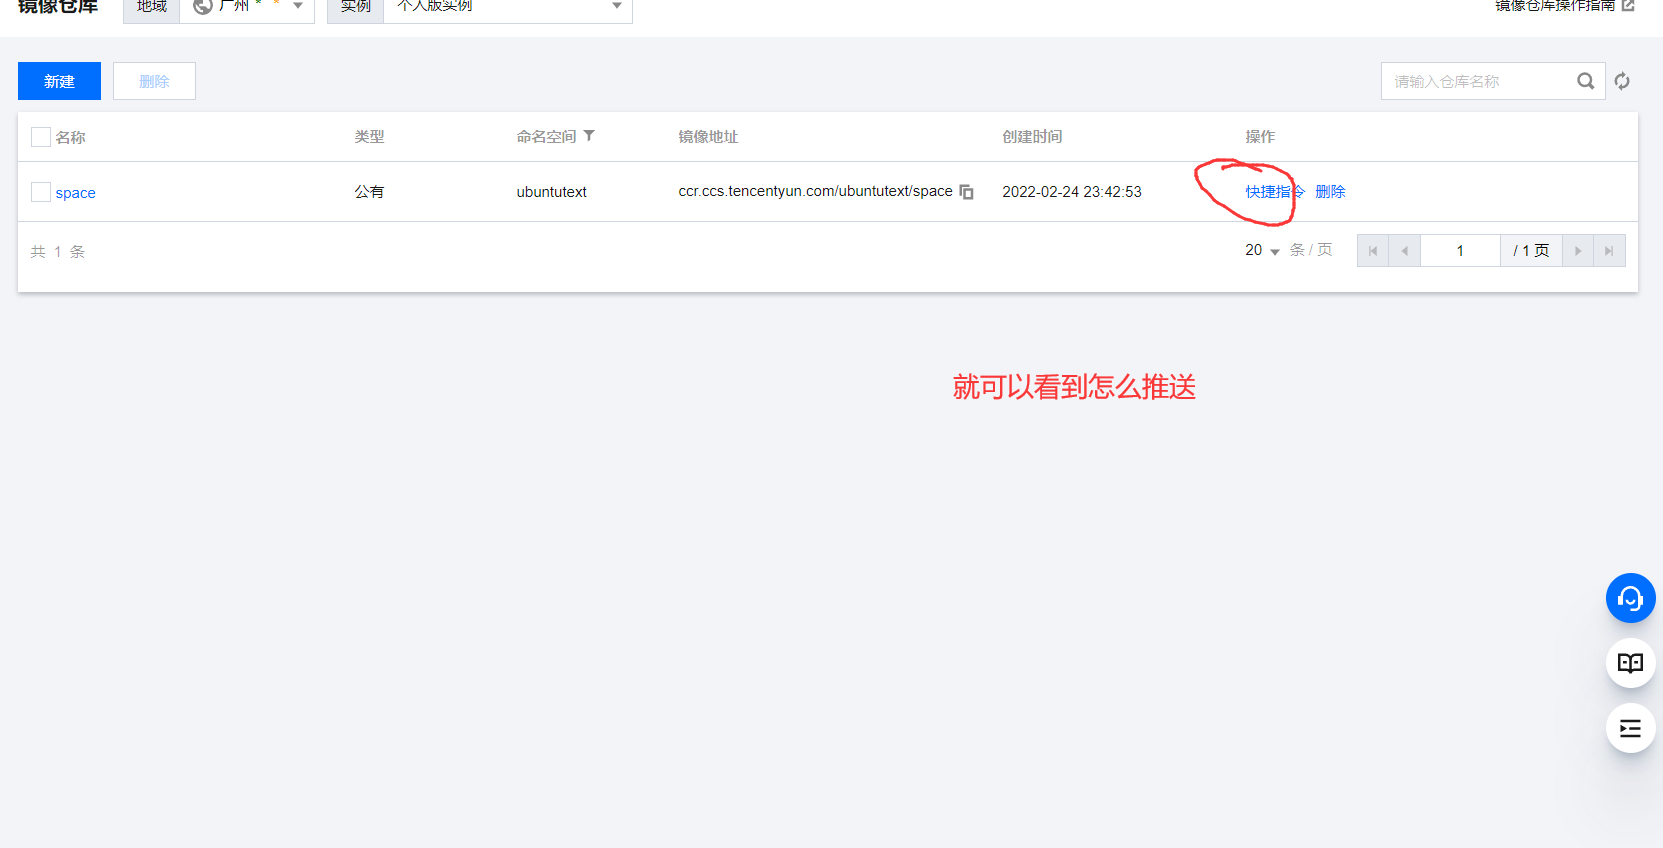 镜像仓库 地域 广州 实例 个人版实例 镜像仓库操作指南
新建 删除 请输入仓库名称
名称 类型 命名空间 镜像地址 创建时间 操作
space 公有 ubuntutext ccr.ccs.tencentyun.com/ubuntutext/space 2022-02-24 23:42:53 快捷指令 删除
共 1 条 20 条 / 页 1 / 1 页
就可以看到怎么推送